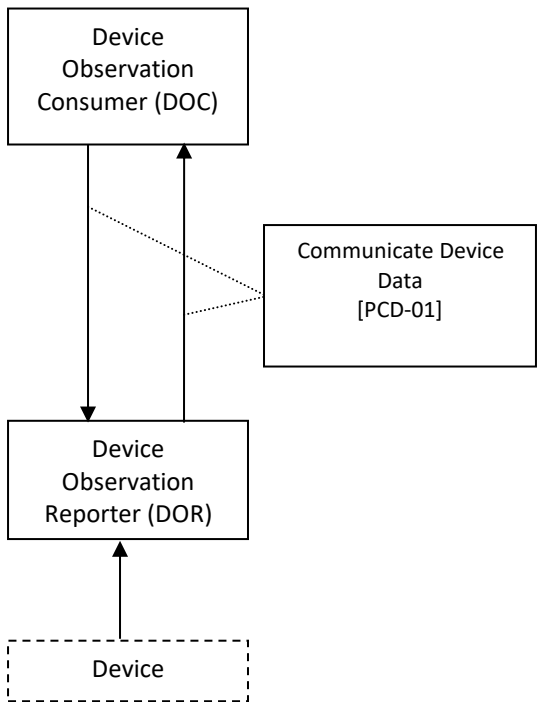 Device
Observation
Consumer (DOC)
Communicate Device
Data
[PCD-01]
Device
Observation
Reporter (DOR)
Device